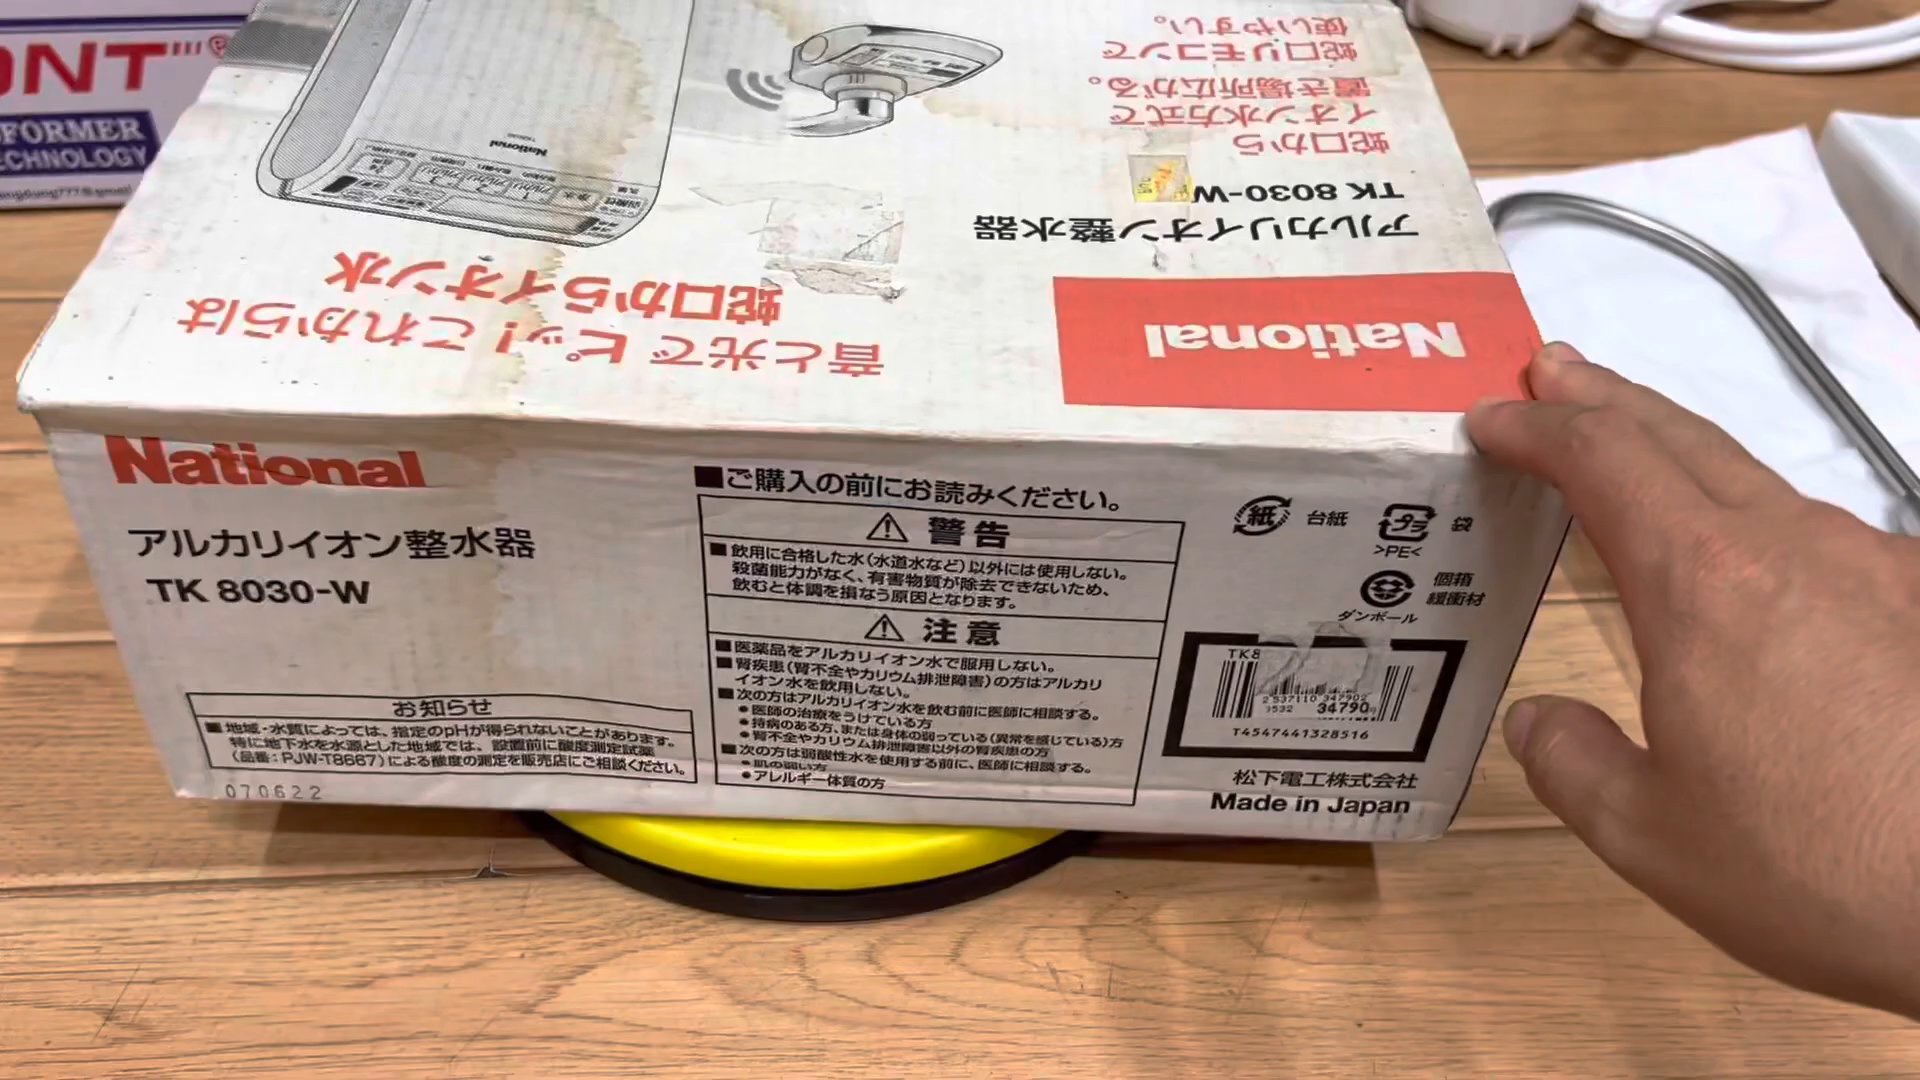 NT
FORMER
ECHNOLOGY
使いやすい。
蛇口リモコンで
置き場所広がる。
イオン水方式で
蛇口から
TK 8030-W
アルカリイオン整水器
National
National
音と光でピッ！これからは
蛇口からイオン水
National
アルカリイオン整水器
TK 8030-W
お知らせ
■地域・水質によっては、指定のpHが得られないことがあります。
特に地下水を水源とした地域では、設置前に酸度測定試薬
（品番：PJW-T8667）による酸度の測定を販売店にご相談ください。
070622
■ご購入の前にお読みください。
⚠ 警告
■飲用に合格した水（水道水など）以外には使用しない。
殺菌能力がなく、有害物質が除去できないため、
飲むと体調を損なう原因となります。
⚠ 注意
■医薬品をアルカリイオン水で服用しない。
■腎疾患（腎不全やカリウム排泄障害）の方はアルカリ
イオン水を飲用しない。
■次の方はアルカリイオン水を飲む前に医師に相談する。
●医師の治療をうけている方
●持病のある方、または身体の弱っている（異常を感じている）方
●腎不全やカリウム排泄障害以外の腎疾患の方
■次の方は弱酸性水を使用する前に、医師に相談する。
●肌の弱い方
●アレルギー体質の方
紙 台紙
プラ 袋
>PE<
個箱
緩衝材
ダンボール
TK8
2 537110 347902
3532 34790
T4547441328516
松下電工株式会社
Made in Japan